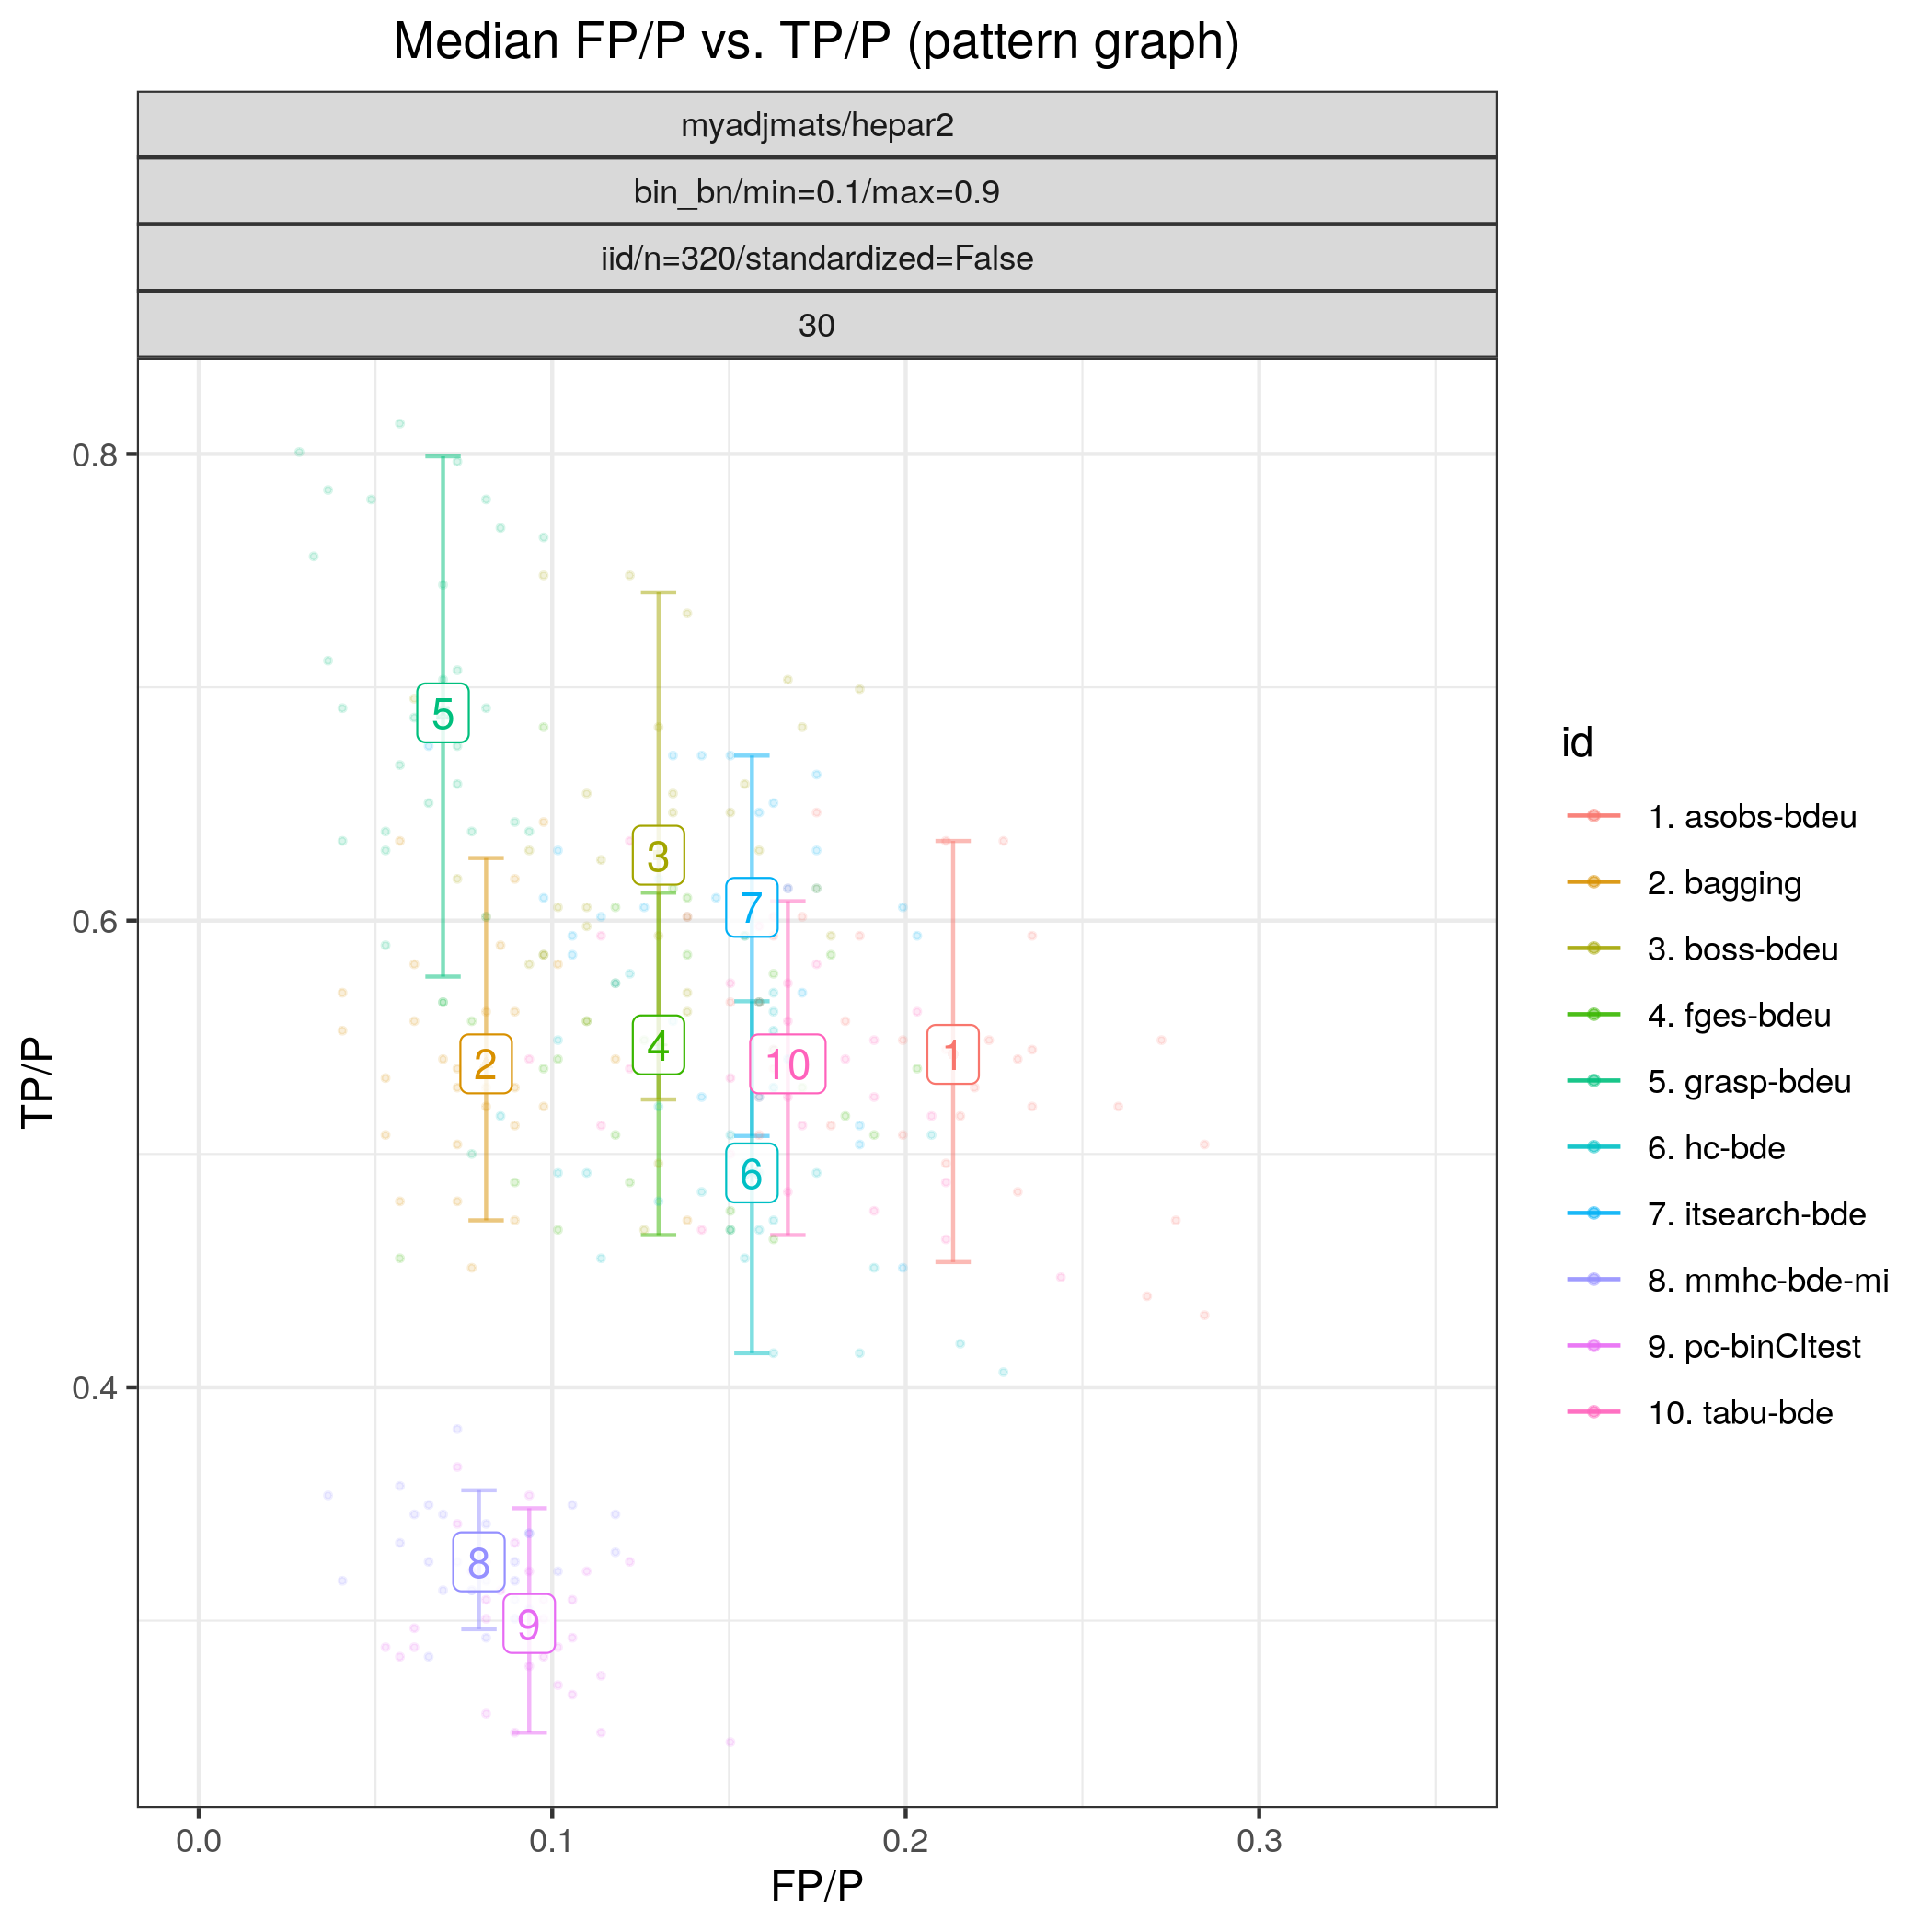 Median FP/P vs. TP/P (pattern graph)
myadjmats/hepar2
bin_bn/min=0.1/max=0.9
iid/n=320/standardized=False
30
0.8
0.6
0.4
TP/P
5
3
7
4
2
10
1
6
8
9
0.0
0.1
0.2
0.3
FP/P
id
1. asobs-bdeu
2. bagging
3. boss-bdeu
4. fges-bdeu
5. grasp-bdeu
6. hc-bde
7. itsearch-bde
8. mmhc-bde-mi
9. pc-binCItest
10. tabu-bde